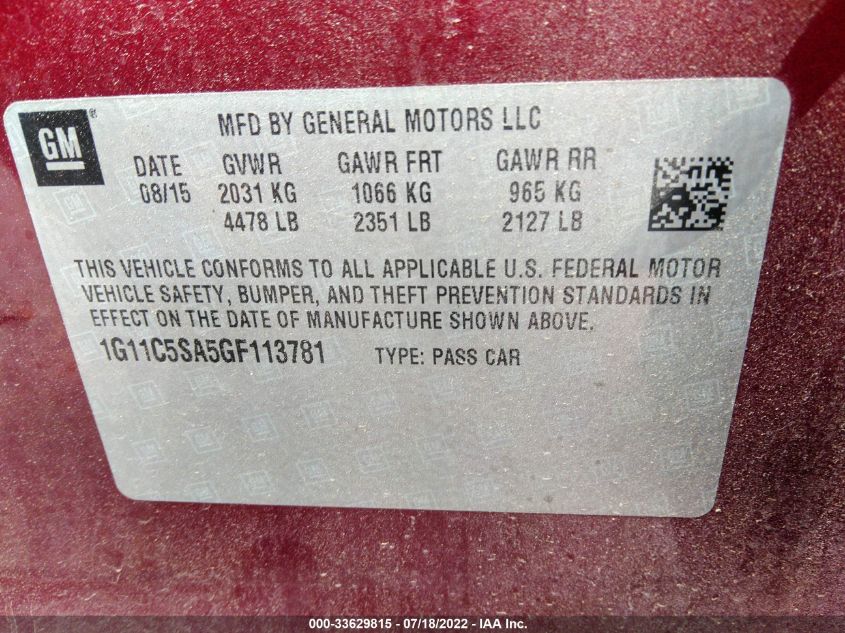 GM®
MFD BY GENERAL MOTORS LLC
DATE GVWR GAWR FRT GAWR RR
08/15 2031 KG 1066 KG 965 KG
4478 LB 2351 LB 2127 LB
THIS VEHICLE CONFORMS TO ALL APPLICABLE U.S. FEDERAL MOTOR
VEHICLE SAFETY, BUMPER, AND THEFT PREVENTION STANDARDS IN
EFFECT ON THE DATE OF MANUFACTURE SHOWN ABOVE.
1G11C5SA5GF113781 TYPE: PASS CAR
000-33629815 - 07/18/2022 - IAA Inc.